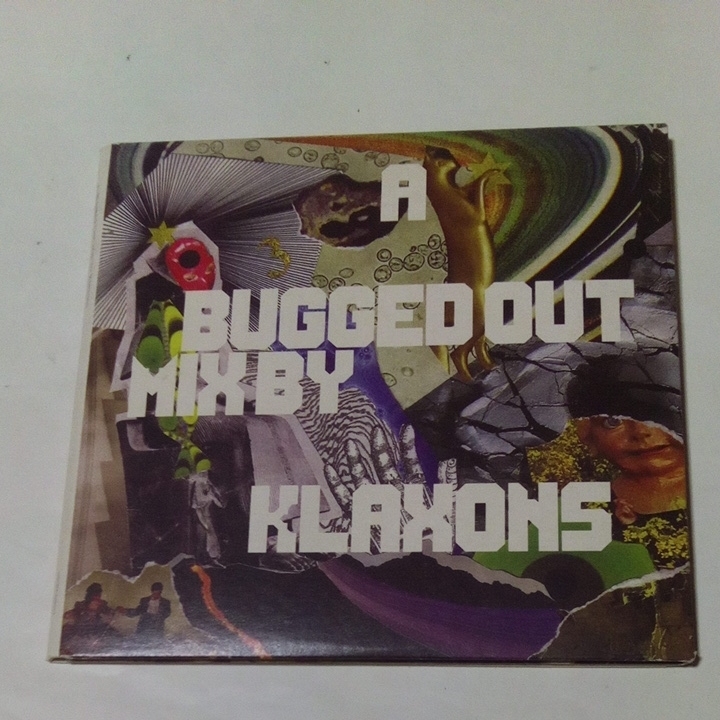 A
BUGGED OUT
MIX BY
KLAXONS